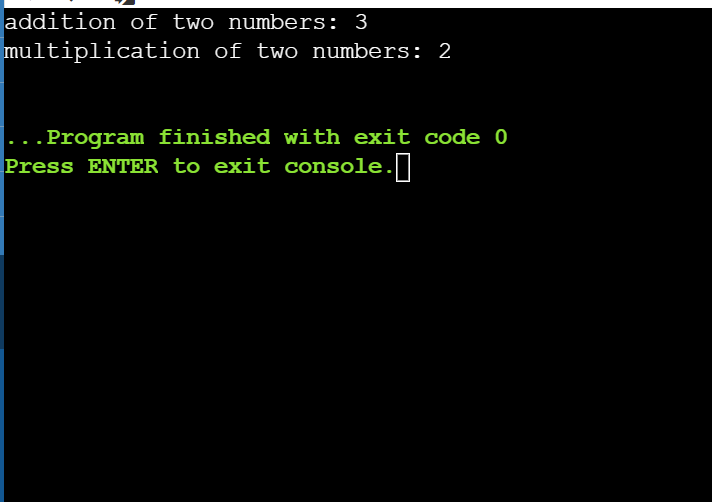 addition of two numbers: 3
multiplication of two numbers: 2
...Program finished with exit code 0
Press ENTER to exit console.